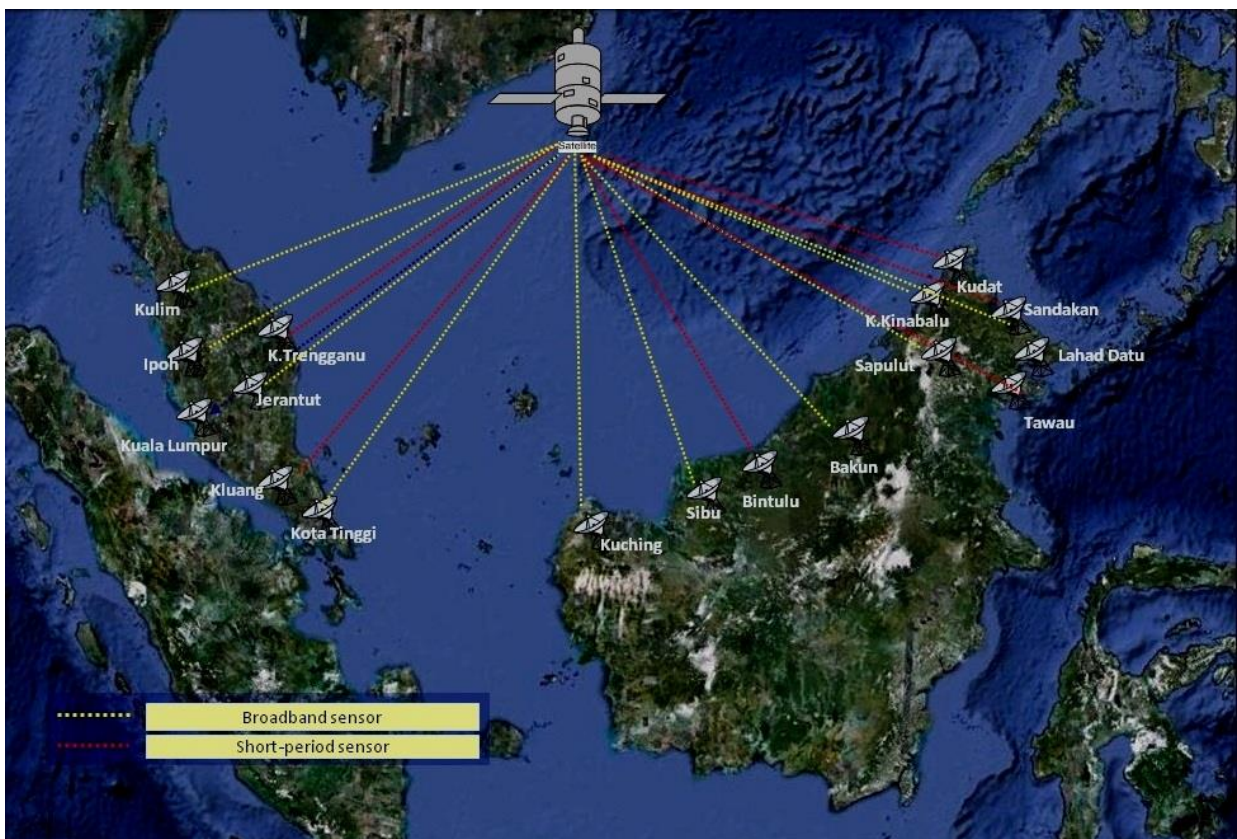 Satellite
Kulim
Ipoh
K.Trengganu
Jerantut
Kuala Lumpur
Kluang
Kota Tinggi
Kuching
Sibu
Bintulu
Bakun
Kudat
K.Kinabalu
Sandakan
Sapulut
Lahad Datu
Tawau
Broadband sensor
Short-period sensor